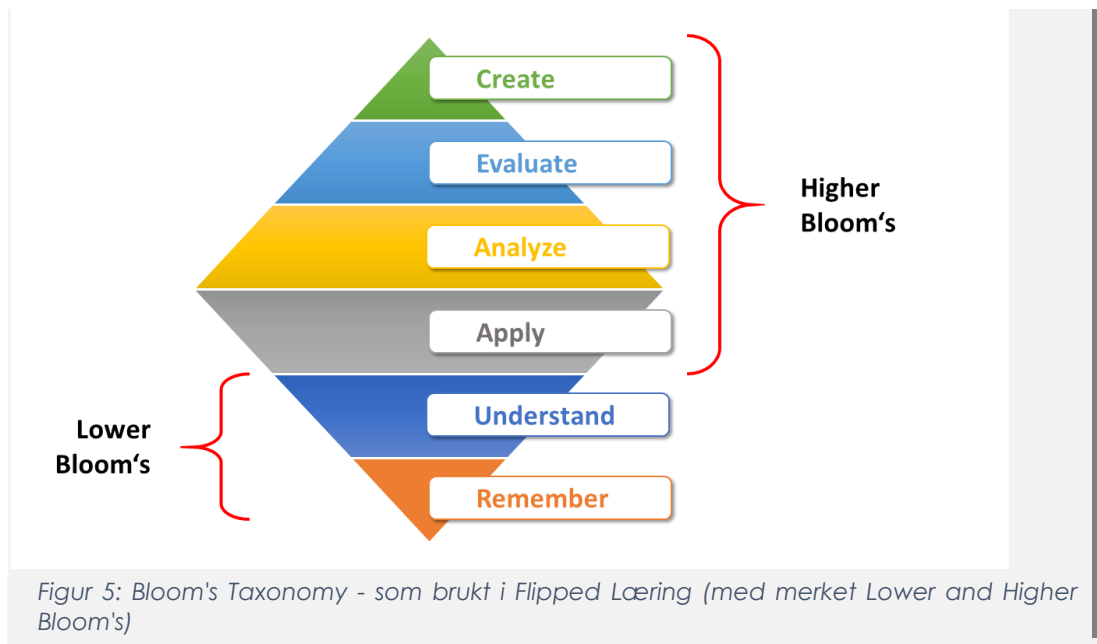 Create
Evaluate
Higher
Bloom‘s
Analyze
Apply
Understand
Lower
Bloom‘s
Remember
Figur 5: Bloom's Taxonomy - som brukt i Flipped Læring (med merket Lower and Higher
Bloom's)